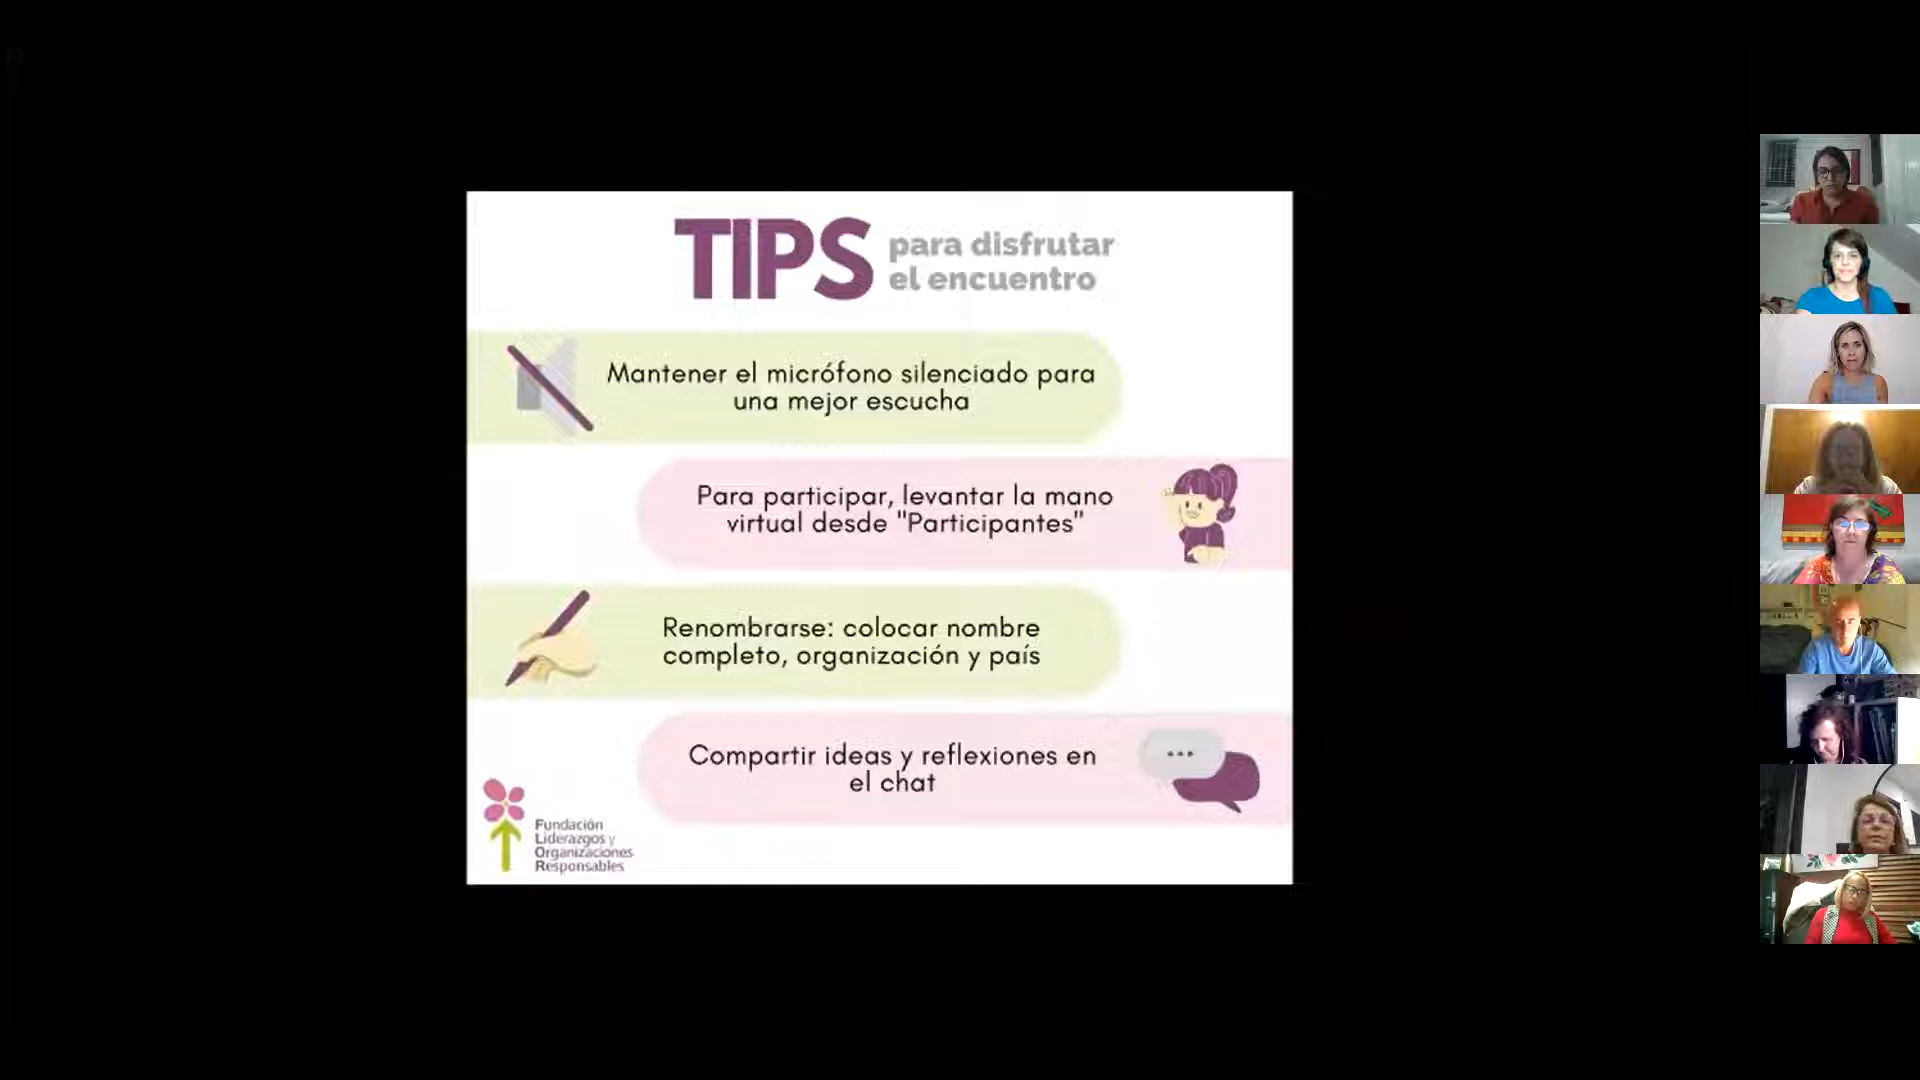 TIPS para disfrutar
el encuentro
Mantener el micrófono silenciado para
una mejor escucha
Para participar, levantar la mano
virtual desde "Participantes"
Renombrarse: colocar nombre
completo, organización y país
Compartir ideas y reflexiones en
el chat
Fundación
Liderazgos y
Organizaciones
Responsables